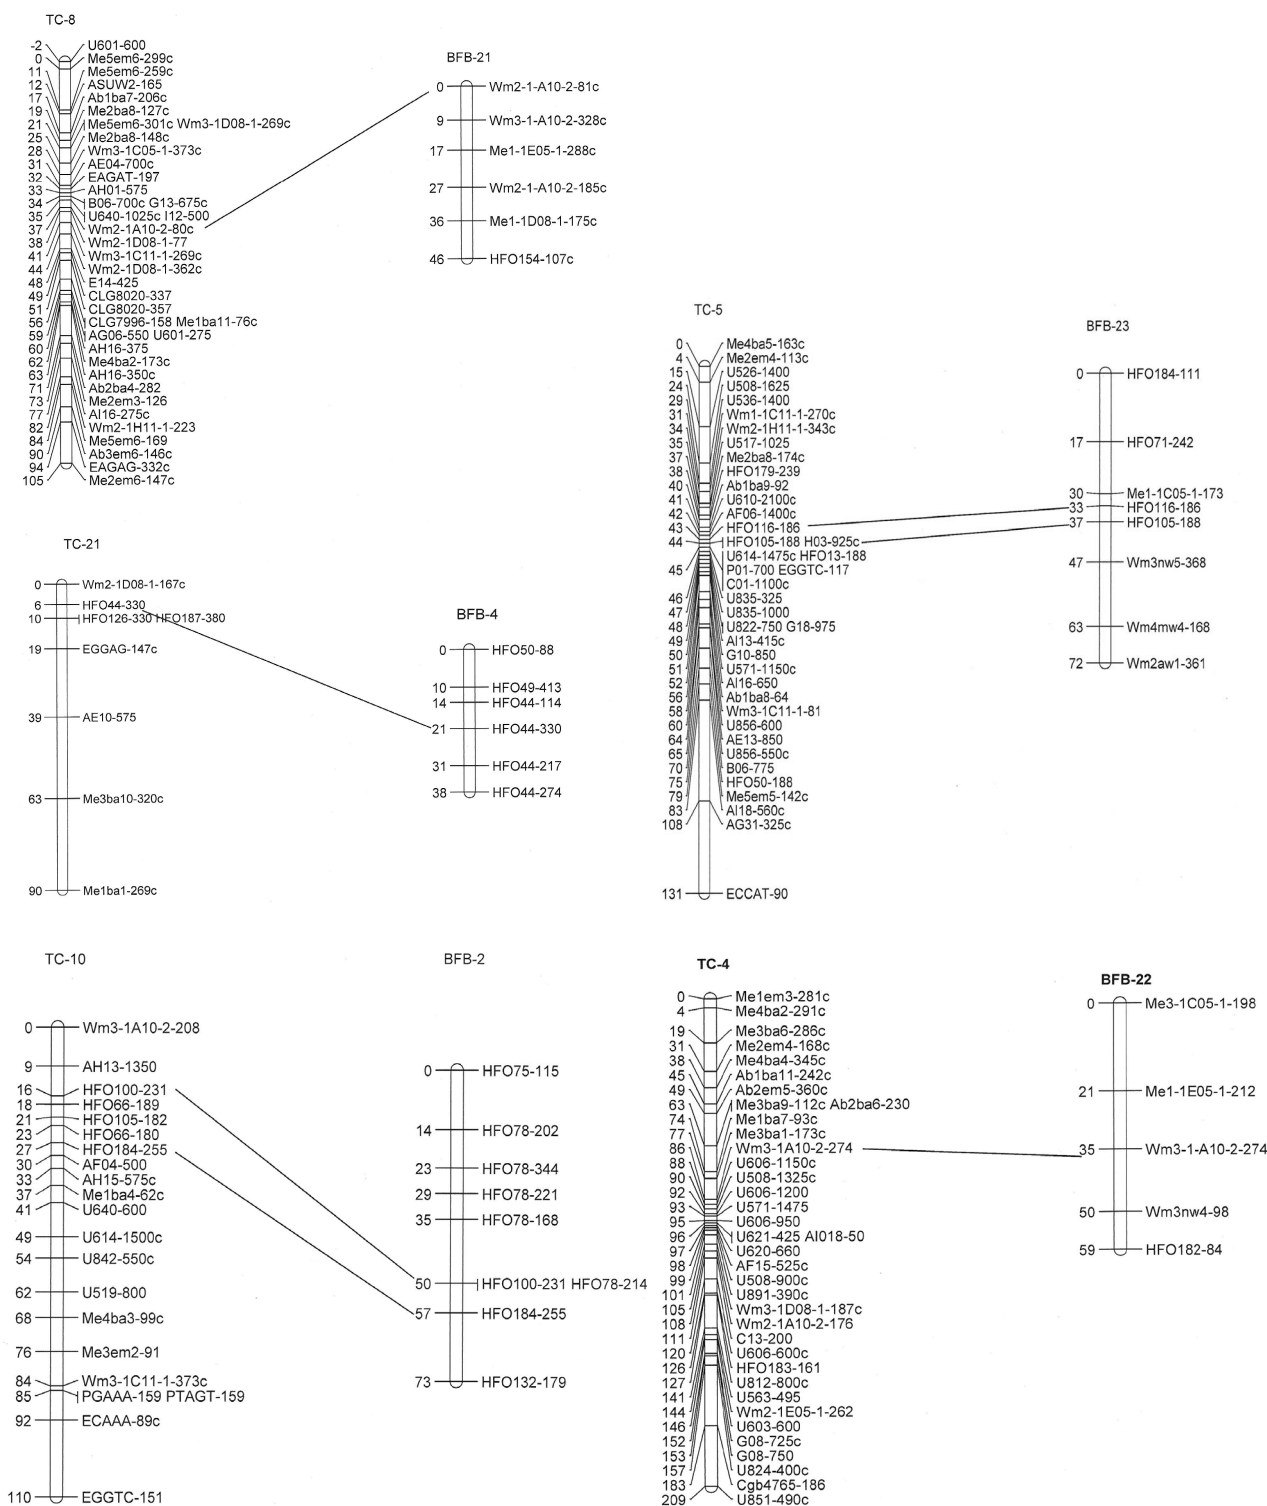 TC-8
-2 U601-600
0 Me5em6-299c
11 Me5em6-259c
12 ASUW2-165
17 Ab1ba7-206c
19 Me2ba8-127c
21 Me5em6-301c Wm3-1D08-1-269c
25 Me2ba8-148c
28 Wm3-1C05-1-373c
31 AE04-700c
32 EAGAT-197
33 AH01-575
34 B06-700c G13-675c
35 U640-1025c I12-500
37 Wm2-1A10-2-80c
38 Wm2-1D08-1-77
41 Wm3-1C11-1-269c
44 Wm2-1D08-1-362c
48 E14-425
49 CLG8020-337
51 CLG8020-357
56 CLG7996-158 Me1ba11-76c
59 AG06-550 U601-275
60 AH16-375
62 Me4ba2-173c
63 AH16-350c
71 Ab2ba4-282
73 Me2em3-126
77 AI16-275c
82 Wm2-1H11-1-223
84 Me5em6-169
90 Ab3em6-146c
94 EAGAG-332c
105 Me2em6-147c
BFB-21
0 Wm2-1-A10-2-81c
9 Wm3-1-A10-2-328c
17 Me1-1E05-1-288c
27 Wm2-1-A10-2-185c
36 Me1-1D08-1-175c
46 HFO154-107c
TC-21
0 Wm2-1D08-1-167c
6 HFO44-330
10 HFO126-330 HFO187-380
19 EGGAG-147c
39 AE10-575
63 Me3ba10-320c
90 Me1ba1-269c
BFB-4
0 HFO50-88
10 HFO49-413
14 HFO44-114
21 HFO44-330
31 HFO44-217
38 HFO44-274
TC-5
0 Me4ba5-163c
4 Me2em4-113c
15 U526-1400
24 U508-1625
29 U536-1400
31 Wm1-1C11-1-270c
34 Wm2-1H11-1-343c
35 U517-1025
37 Me2ba8-174c
38 HFO179-239
40 Ab1ba9-92
41 U610-2100c
42 AF06-1400c
43 HFO116-186
44 HFO105-188 H03-925c
U614-1475c HFO13-188
45 P01-700 EGGTC-117
C01-1100c
46 U835-325
47 U835-1000
48 U822-750 G18-975
49 AI13-415c
50 G10-850
51 U571-1150c
52 AI16-650
56 Ab1ba8-64
58 Wm3-1C11-1-81
60 U856-600
64 AE13-850
65 U856-550c
70 B06-775
75 HFO50-188
79 Me5em5-142c
83 AI18-560c
108 AG31-325c
131 ECCAT-90
BFB-23
0 HFO184-111
17 HFO71-242
30 Me1-1C05-1-173
33 HFO116-186
37 HFO105-188
47 Wm3nw5-368
63 Wm4mw4-168
72 Wm2aw1-361
TC-10
0 Wm3-1A10-2-208
9 AH13-1350
16 HFO100-231
18 HFO66-189
21 HFO105-182
23 HFO66-180
27 HFO184-255
30 AF04-500
33 AH15-575c
37 Me1ba4-62c
41 U640-600
49 U614-1500c
54 U842-550c
62 U519-800
68 Me4ba3-99c
76 Me3em2-91
84 Wm3-1C11-1-373c
85 PGAAA-159 PTAGT-159
92 ECAAA-89c
110 EGGTC-151
BFB-2
0 HFO75-115
14 HFO78-202
23 HFO78-344
29 HFO78-221
35 HFO78-168
50 HFO100-231 HFO78-214
57 HFO184-255
73 HFO132-179
TC-4
0 Me1em3-281c
4 Me4ba2-291c
19 Me3ba6-286c
31 Me2em4-168c
38 Me4ba4-345c
45 Ab1ba11-242c
49 Ab2em5-360c
63 Me3ba9-112c Ab2ba6-230
74 Me1ba7-93c
77 Me3ba1-173c
86 Wm3-1A10-2-274
88 U606-1150c
90 U508-1325c
92 U606-1200
93 U571-1475
95 U606-950
96 U621-425 AI018-50
97 U620-660
98 AF15-525c
99 U508-900c
101 U891-390c
105 Wm3-1D08-1-187c
108 Wm2-1A10-2-176
111 C13-200
120 U606-600c
126 HFO183-161
127 U812-800c
141 U563-495
144 Wm2-1E05-1-262
146 U603-600
152 G08-725c
153 G08-750
157 U824-400c
183 Cgb4765-186
209 U851-490c
BFB-22
0 Me3-1C05-1-198
21 Me1-1E05-1-212
35 Wm3-1-A10-2-274
50 Wm3nw4-98
59 HFO182-84